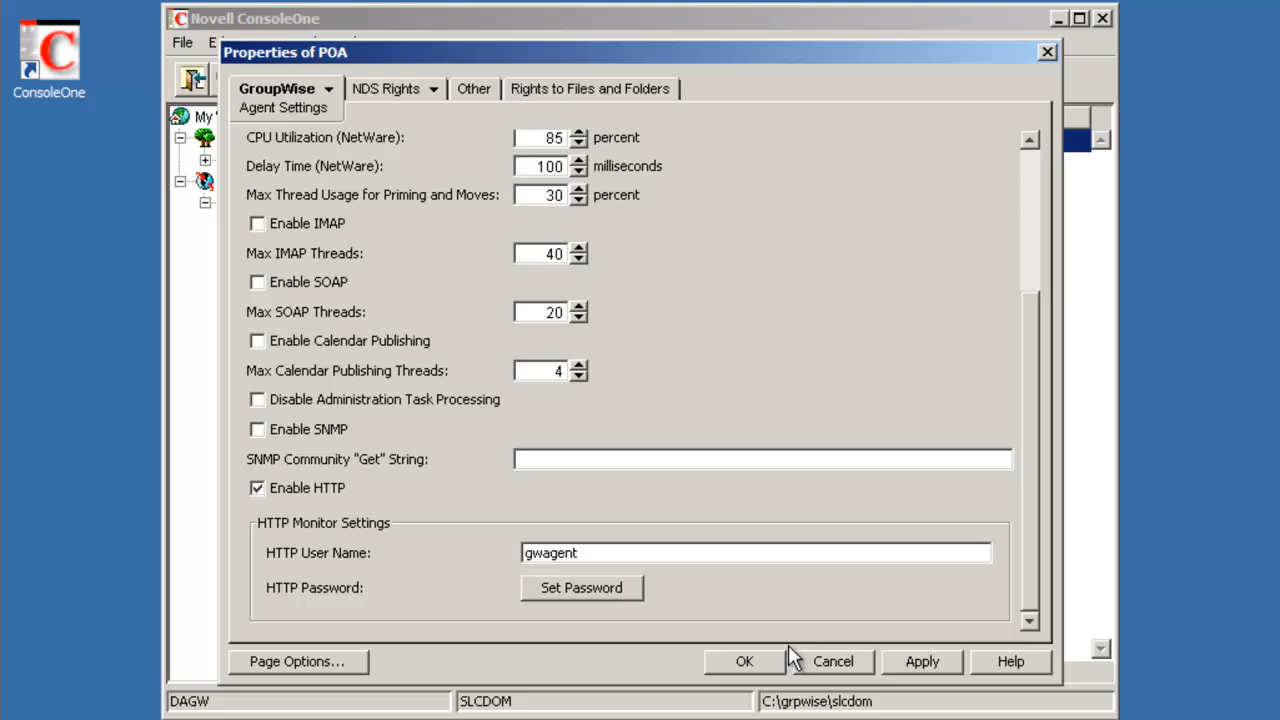 ConsoleOne
Novell ConsoleOne
File
Properties of POA
GroupWise
NDS Rights
Other
Rights to Files and Folders
Agent Settings
My
CPU Utilization (NetWare): 85 percent
Delay Time (NetWare): 100 milliseconds
Max Thread Usage for Priming and Moves: 30 percent
Enable IMAP
Max IMAP Threads: 40
Enable SOAP
Max SOAP Threads: 20
Enable Calendar Publishing
Max Calendar Publishing Threads: 4
Disable Administration Task Processing
Enable SNMP
SNMP Community "Get" String:
Enable HTTP
HTTP Monitor Settings
HTTP User Name: gwagent
HTTP Password: Set Password
Page Options... OK Cancel Apply Help
DAGW SLCDOM C:\grpwise\slcdom